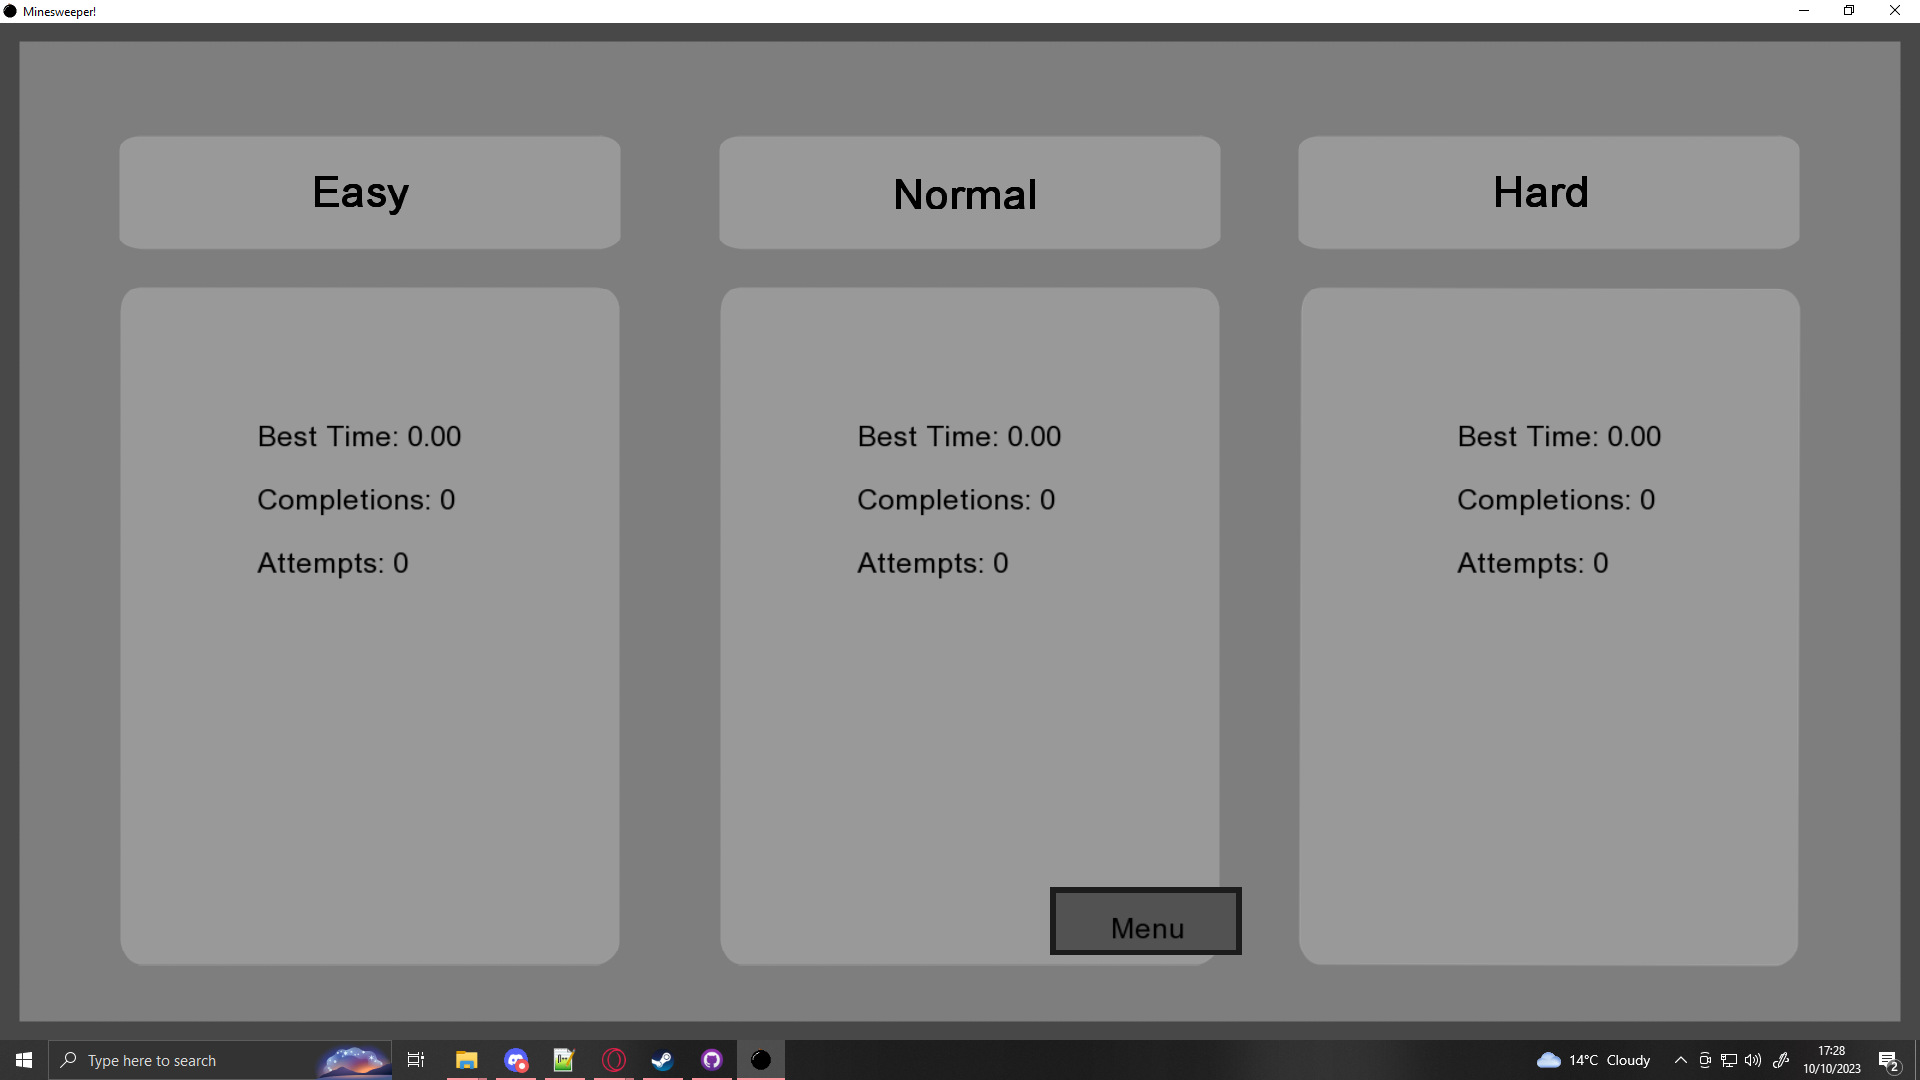 Minesweeper!
Easy
Normal
Hard
Best Time: 0.00
Completions: 0
Attempts: 0
Best Time: 0.00
Completions: 0
Attempts: 0
Best Time: 0.00
Completions: 0
Attempts: 0
Menu
Type here to search
14°C Cloudy
17:28
10/10/2023
2